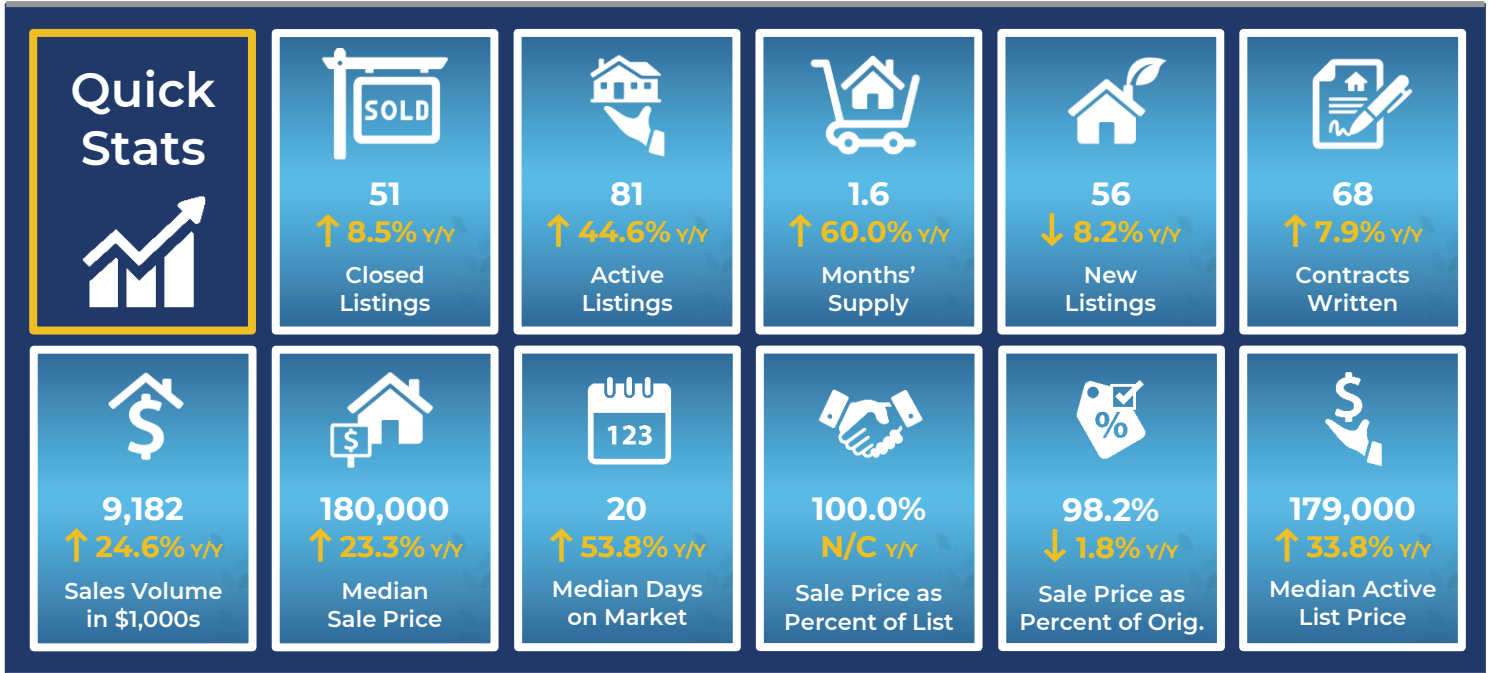 Quick
Stats
SOLD
51
↑ 8.5% Y/Y
Closed
Listings
81
↑ 44.6% Y/Y
Active
Listings
1.6
↑ 60.0% Y/Y
Months’
Supply
56
↓ 8.2% Y/Y
New
Listings
68
↑ 7.9% Y/Y
Contracts
Written
$
9,182
↑ 24.6% Y/Y
Sales Volume
in $1,000s
$
180,000
↑ 23.3% Y/Y
Median
Sale Price
123
20
↑ 53.8% Y/Y
Median Days
on Market
100.0%
N/C Y/Y
Sale Price as
Percent of List
%
98.2%
↓ 1.8% Y/Y
Sale Price as
Percent of Orig.
$
179,000
↑ 33.8% Y/Y
Median Active
List Price